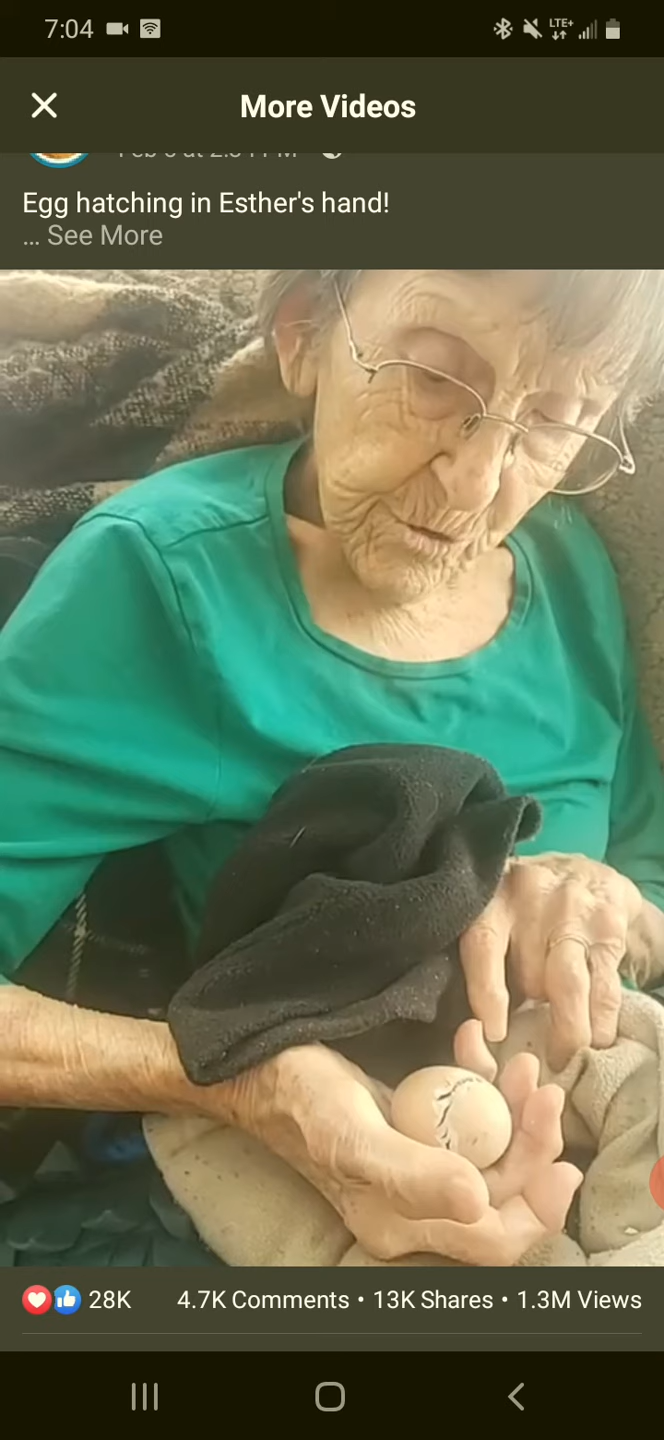 7:04
LTE+
More Videos
Egg hatching in Esther's hand!
... See More
28K 4.7K Comments • 13K Shares • 1.3M Views